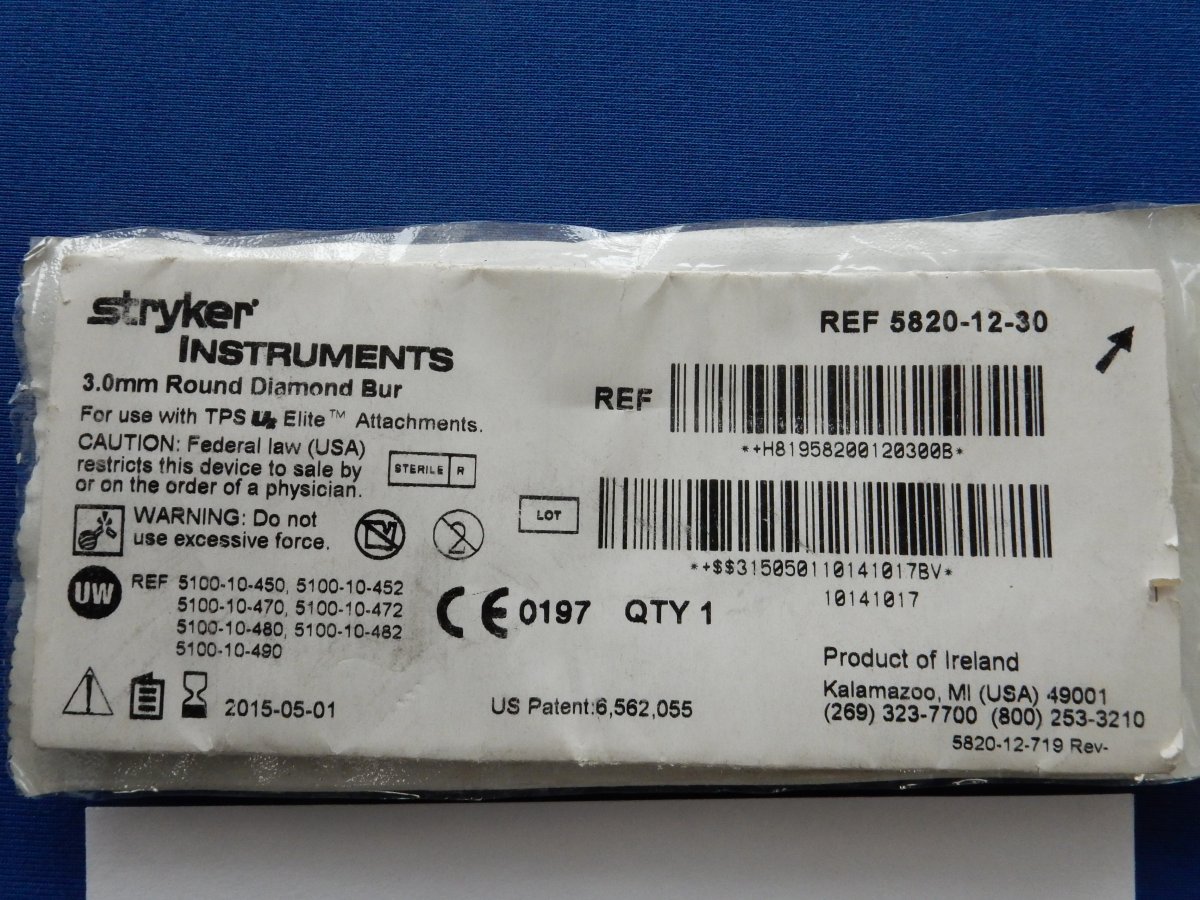 stryker
INSTRUMENTS
REF 5820-12-30
3.0mm Round Diamond Bur
REF
For use with TPS Elite™ Attachments.
*+H81958200120300B*
CAUTION: Federal law (USA)
restricts this device to sale by
or on the order of a physician.
STERILE R
LOT
WARNING: Do not
use excessive force.
2
*+$$315050110141017BV*
10141017
UW
REF 5100-10-450, 5100-10-452
5100-10-470, 5100-10-472
5100-10-480, 5100-10-482
5100-10-490
CE 0197 QTY 1
2015-05-01
US Patent:6,562,055
Product of Ireland
Kalamazoo, MI (USA) 49001
(269) 323-7700 (800) 253-3210
5820-12-719 Rev-